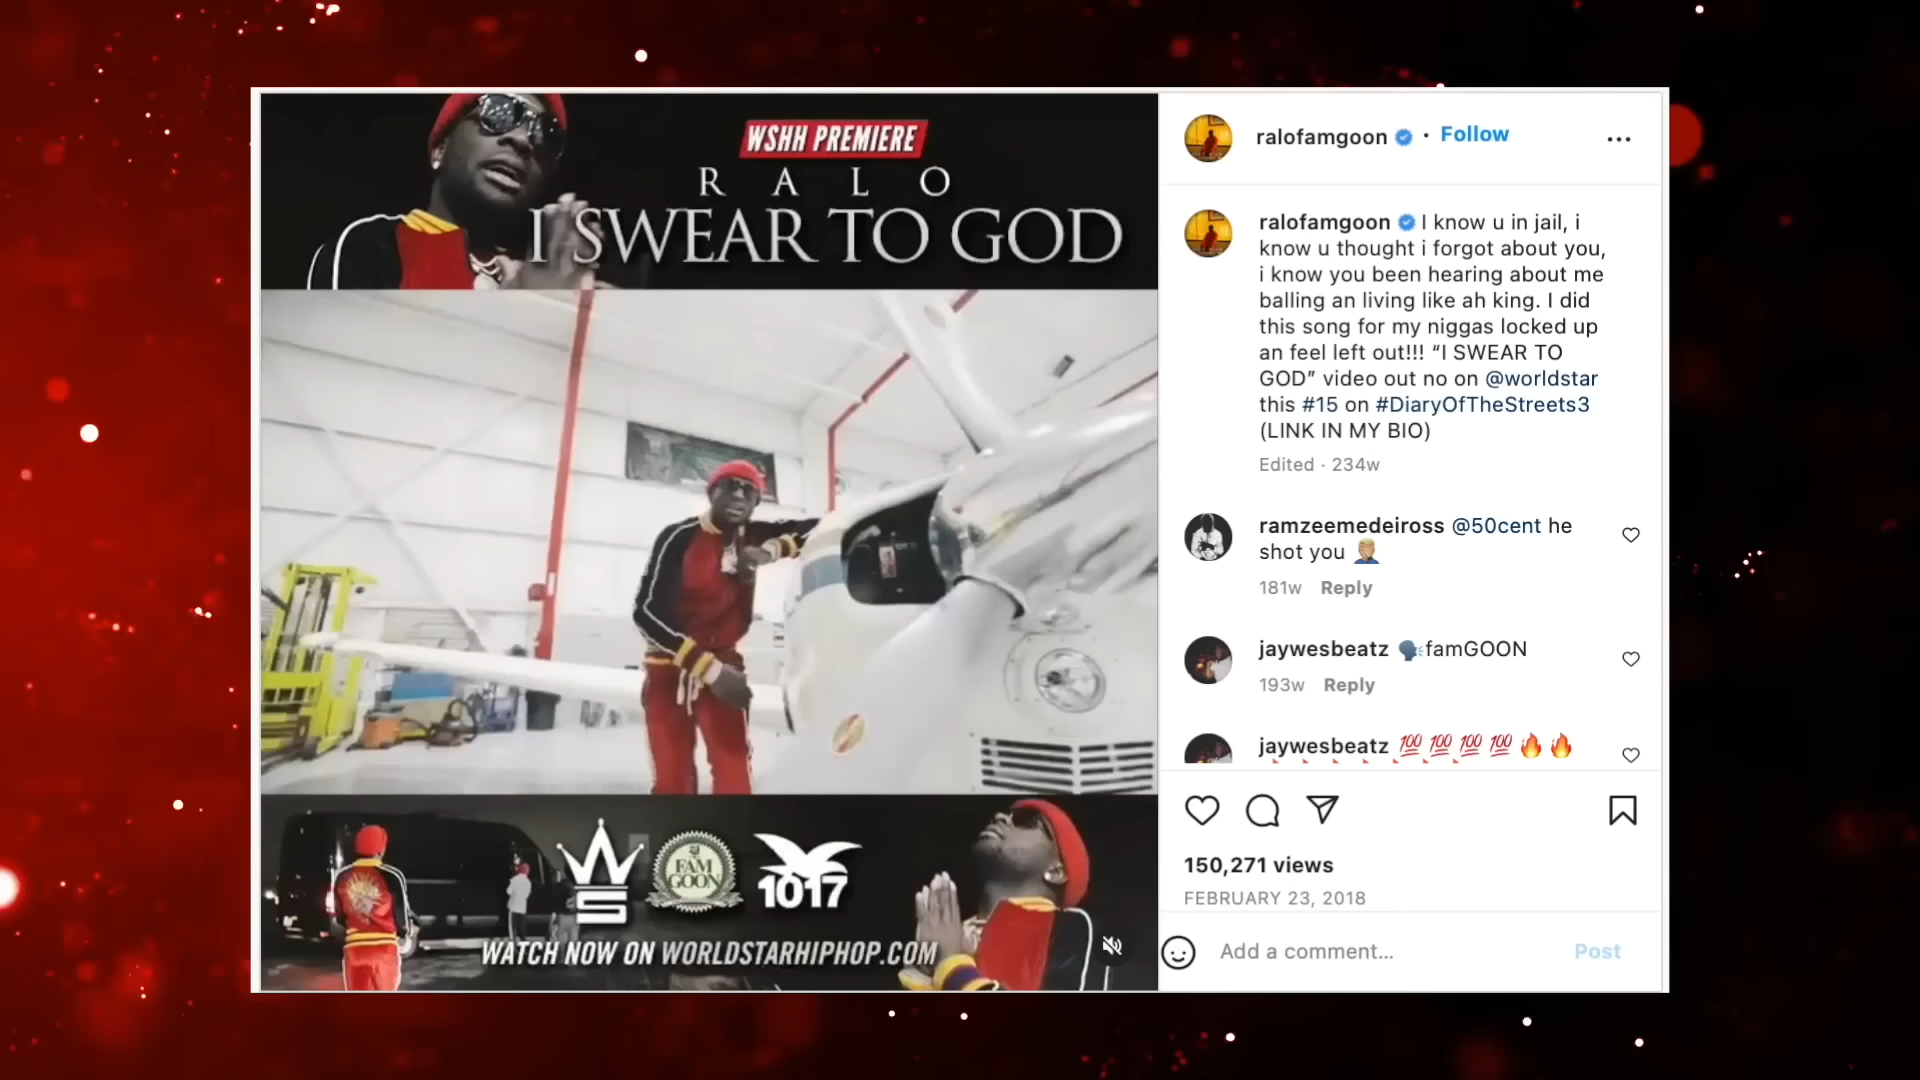 WSHH PREMIERE
R A L O
I SWEAR TO GOD
FAM
GOON
1017
WATCH NOW ON WORLDSTARHIPHOP.COM
ralofamgoon • Follow
ralofamgoon I know u in jail, i
know u thought i forgot about you,
i know you been hearing about me
balling an living like ah king. I did
this song for my niggas locked up
an feel left out!!! “I SWEAR TO
GOD” video out no on @worldstar
this #15 on #DiaryOfTheStreets3
(LINK IN MY BIO)
Edited · 234w
ramzeemedeiross @50cent he
shot you 🤦🏼‍♂️
181w Reply
jaywesbeatz 🗣famGOON
193w Reply
jaywesbeatz 💯💯💯💯🔥🔥
150,271 views
FEBRUARY 23, 2018
Add a comment... Post